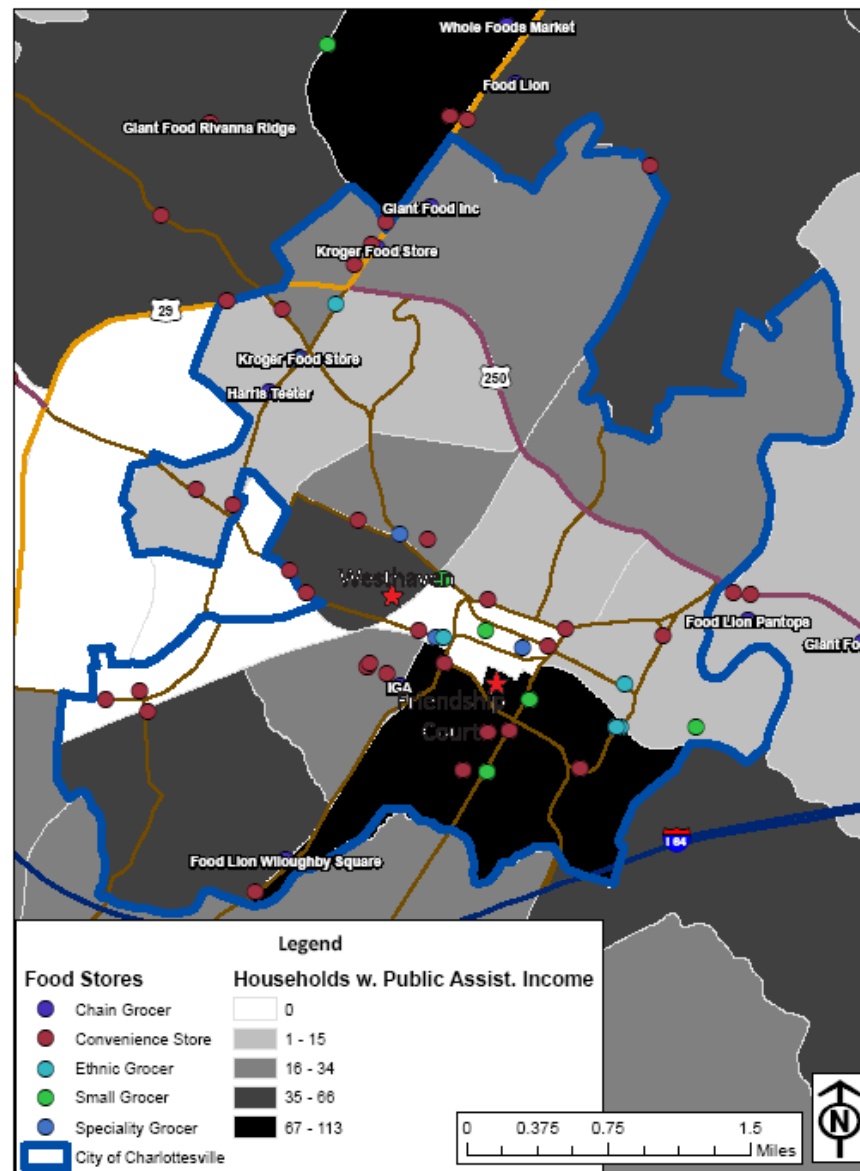 Whole Foods Market
Food Lion
Giant Food Rivanna Ridge
Giant Food Inc
Kroger Food Store
29
Kroger Food Store
250
Harris Teeter
Westhaven
Food Lion Pantops
Giant Fo
IGA
Friendship
Court
I 64
Food Lion Willoughby Square
Legend
Food Stores
Chain Grocer
Convenience Store
Ethnic Grocer
Small Grocer
Speciality Grocer
City of Charlottesville
Households w. Public Assist. Income
0
1 - 15
16 - 34
35 - 66
67 - 113
0 0.375 0.75 1.5
Miles
N